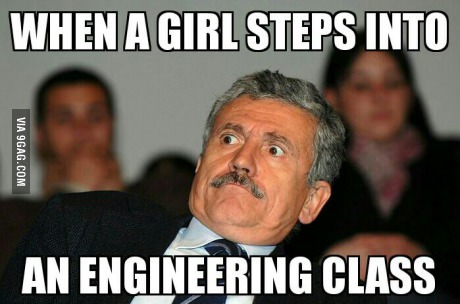 WHEN A GIRL STEPS INTO
VIA 9GAG.COM
AN ENGINEERING CLASS